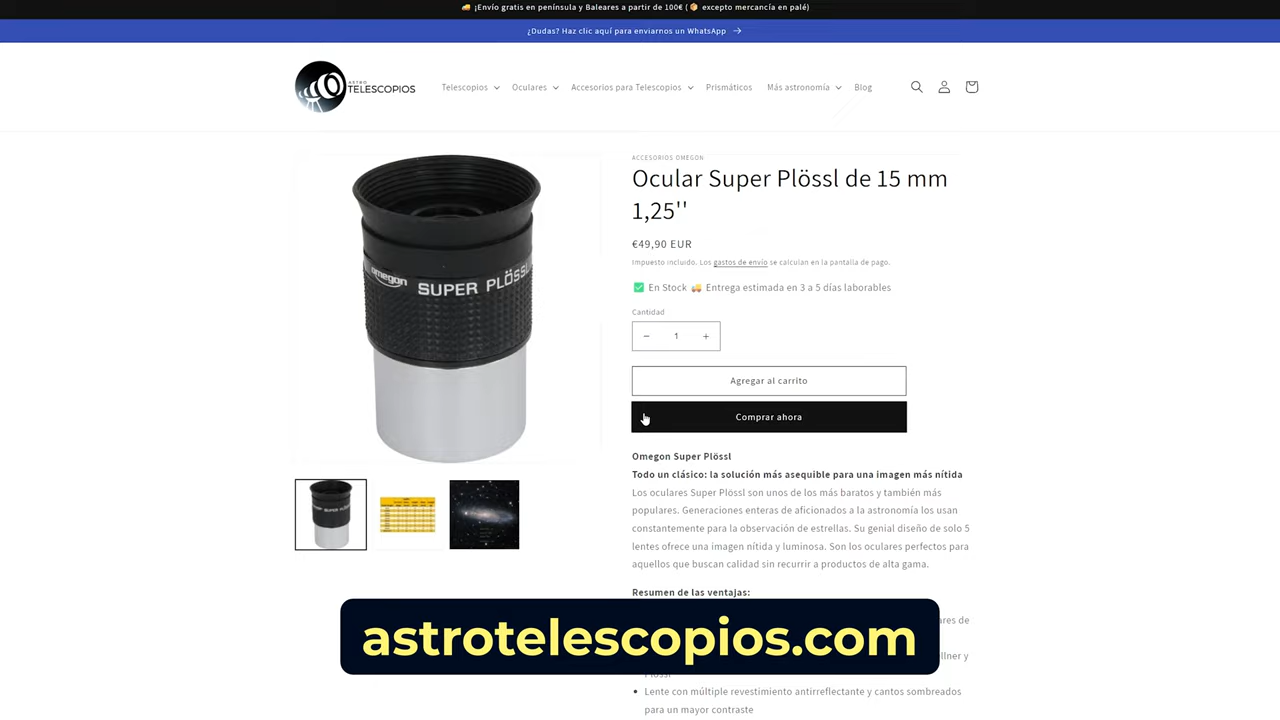 🚚 ¡Envío gratis en península y Baleares a partir de 100€ (📦 excepto mercancía en palé)
¿Dudas? Haz clic aquí para enviarnos un WhatsApp →
ASTRO
TELESCOPIOS
Telescopios
Oculares
Accesorios para Telescopios
Prismáticos
Más astronomía
Blog
omegon
SUPER PLÖSSL
ACCESORIOS OMEGON
Ocular Super Plössl de 15 mm
1,25''
€49,90 EUR
Impuesto incluido. Los gastos de envío se calculan en la pantalla de pago.
✅ En Stock 🚚 Entrega estimada en 3 a 5 días laborables
Cantidad
− 1 +
Agregar al carrito
Comprar ahora
Omegon Super Plössl
Todo un clásico: la solución más asequible para una imagen más nítida
Los oculares Super Plössl son unos de los más baratos y también más
populares. Generaciones enteras de aficionados a la astronomía los usan
constantemente para la observación de estrellas. Su genial diseño de solo 5
lentes ofrece una imagen nítida y luminosa. Son los oculares perfectos para
aquellos que buscan calidad sin recurrir a productos de alta gama.
Resumen de las ventajas:
de
y
astrotelescopios.com
• Lente con múltiple revestimiento antirreflectante y cantos sombreados
para un mayor contraste